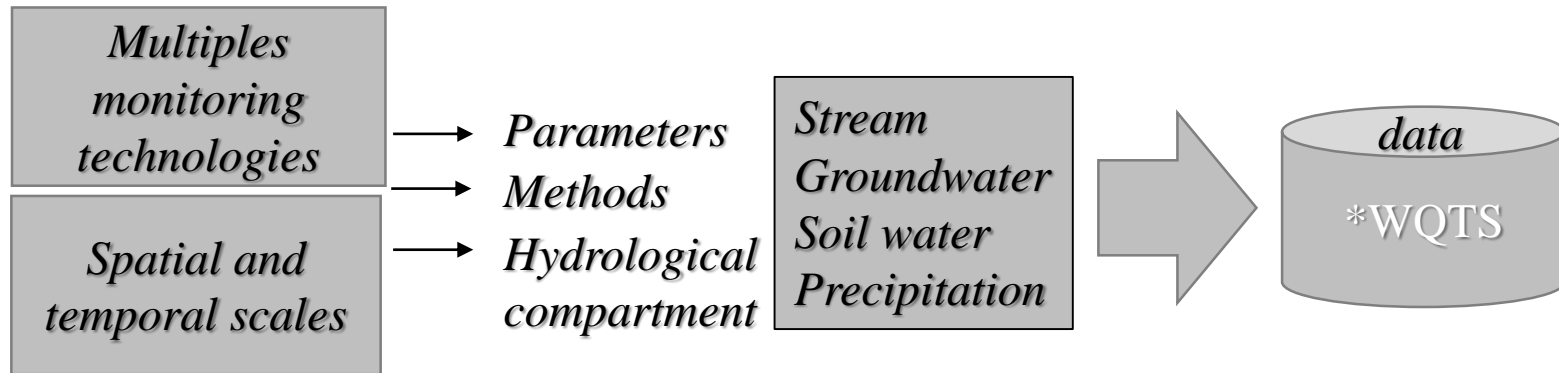 Multiples
monitoring
technologies
Spatial and
temporal scales
Parameters
Methods
Hydrological
compartment
Stream
Groundwater
Soil water
Precipitation
data
*WQTS